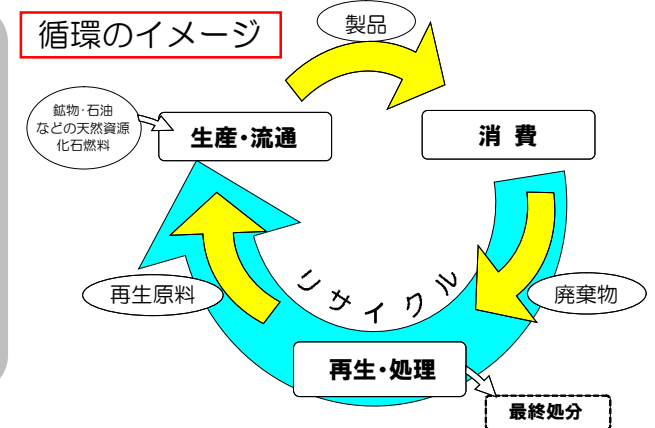 循環のイメージ
製品
鉱物・石油
などの天然資源
化石燃料
生産・流通
消 費
リサイクル
再生原料
廃棄物
再生・処理
最終処分